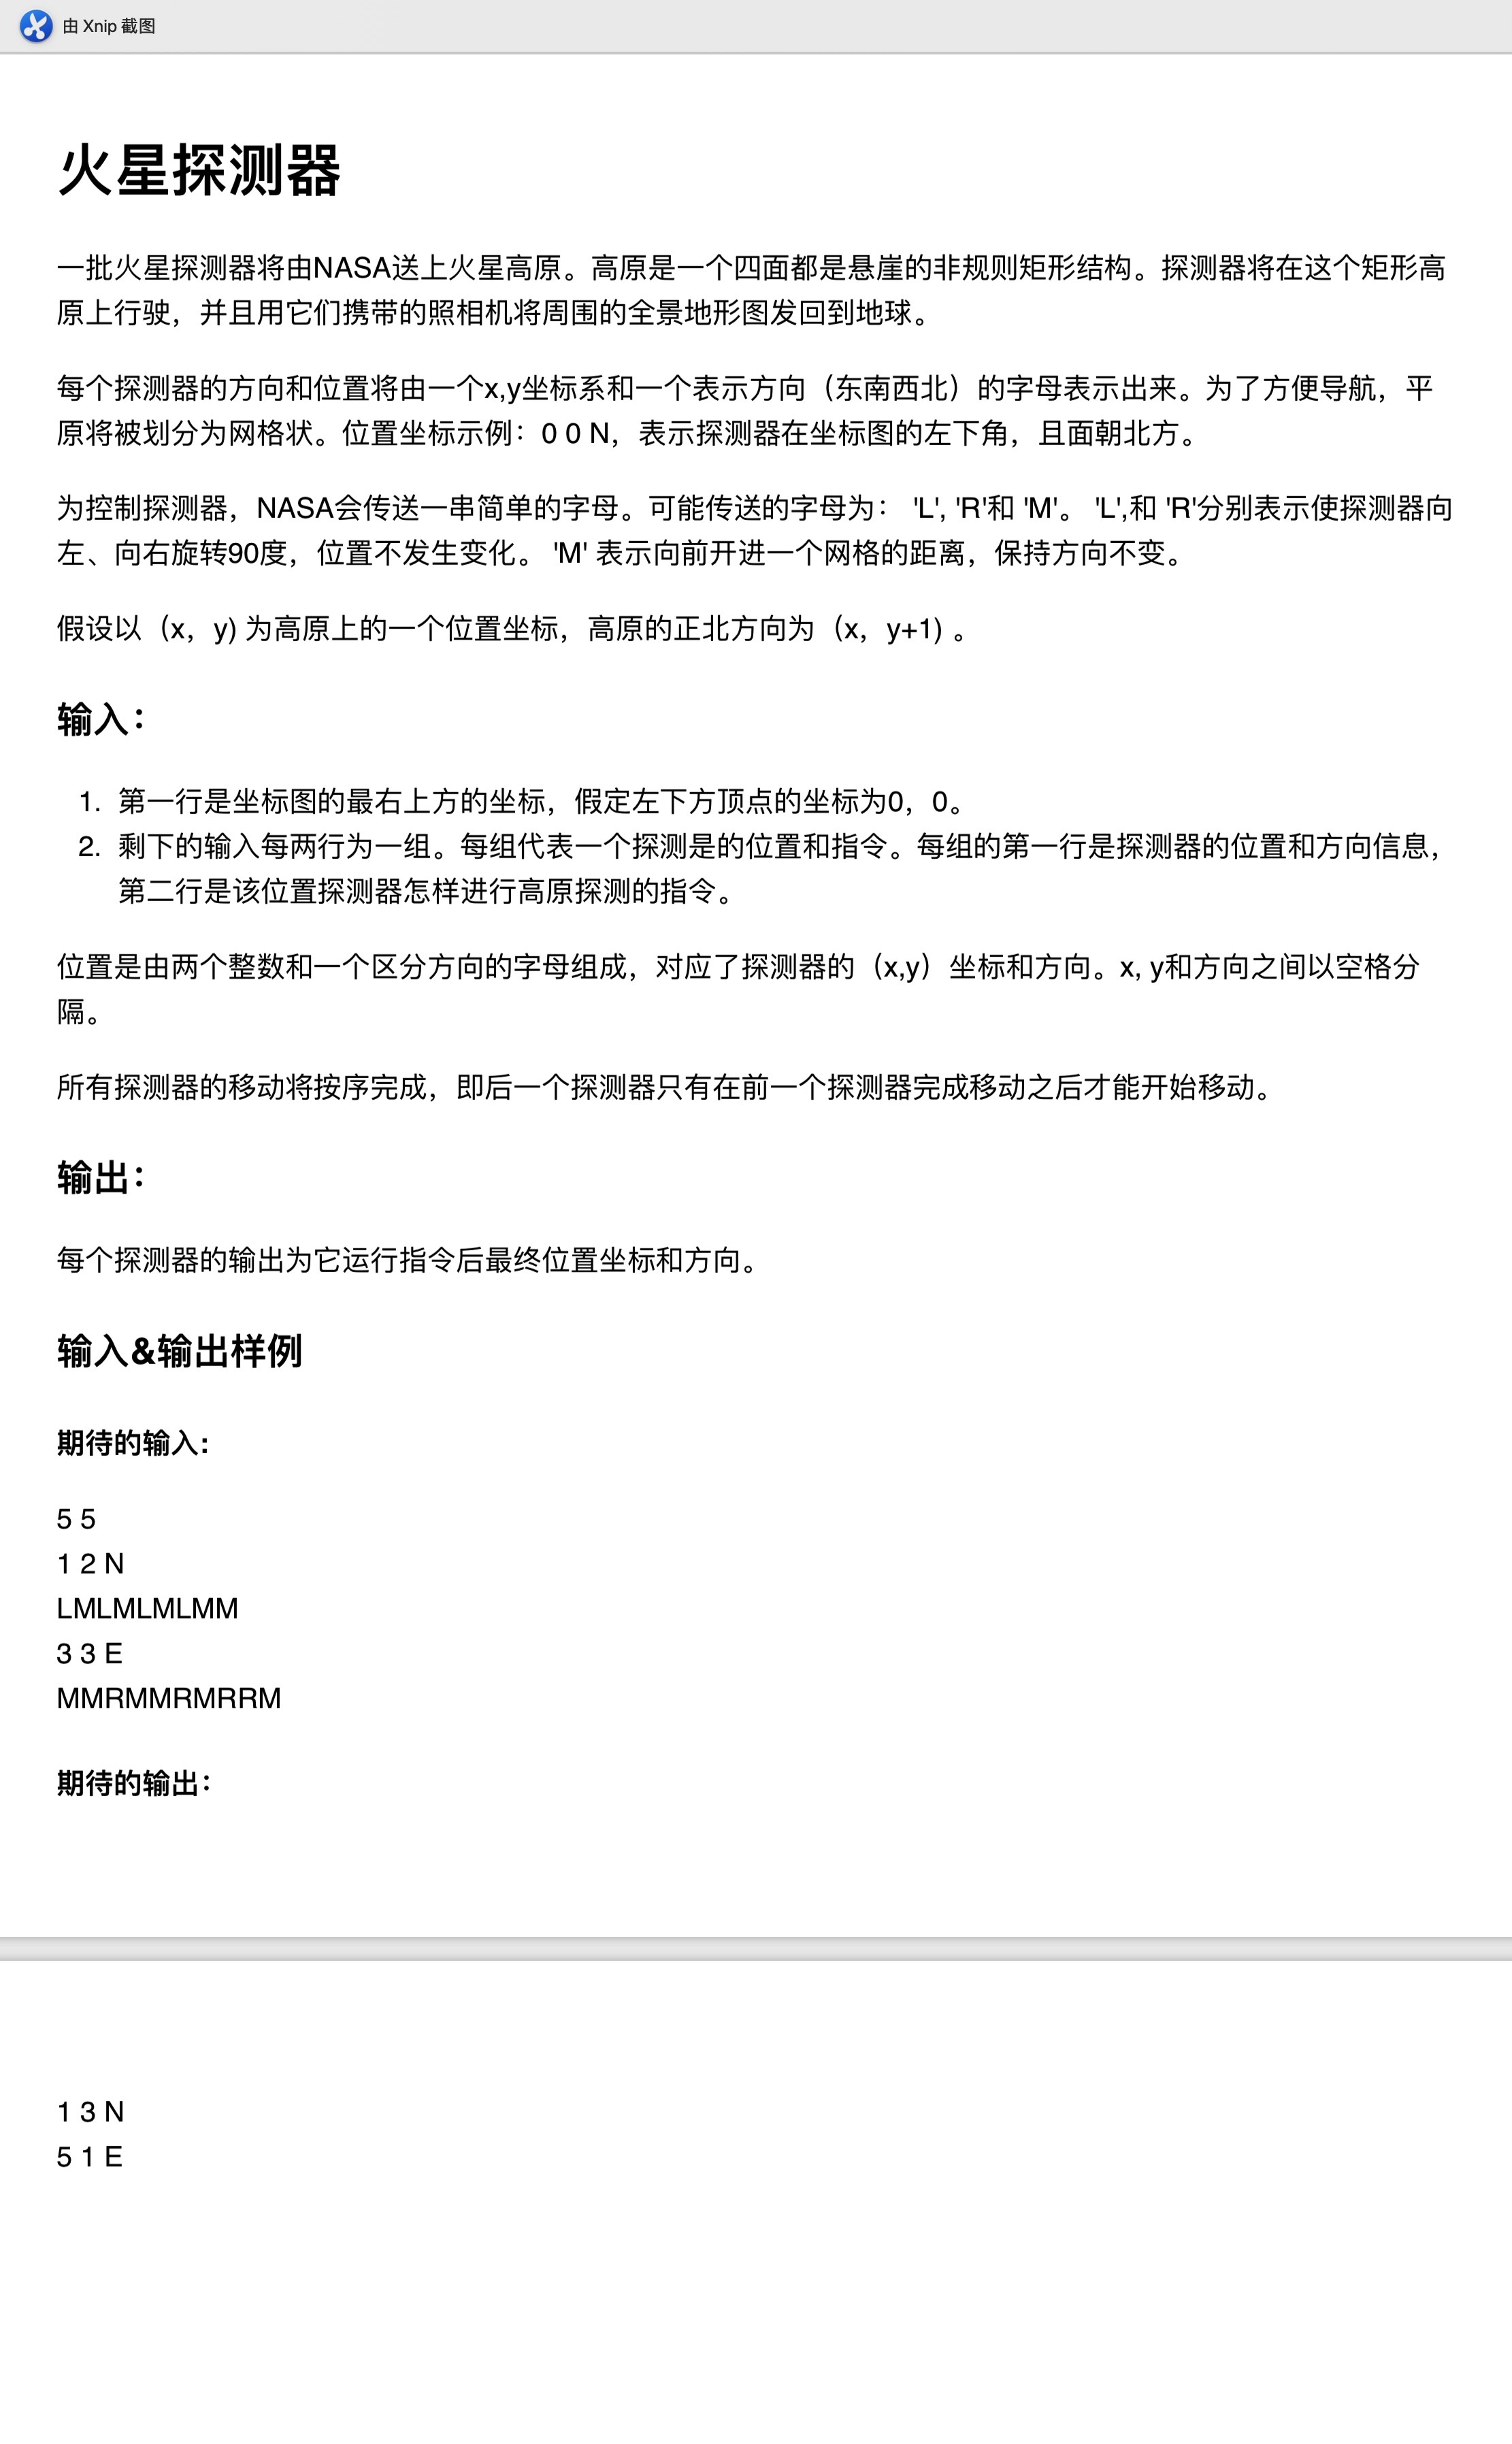 由 Xnip 截图
火星探测器
一批火星探测器将由NASA送上火星高原。高原是一个四面都是悬崖的非规则矩形结构。探测器将在这个矩形高
原上行驶，并且用它们携带的照相机将周围的全景地形图发回到地球。
每个探测器的方向和位置将由一个x,y坐标系和一个表示方向（东南西北）的字母表示出来。为了方便导航，平
原将被划分为网格状。位置坐标示例：0 0 N，表示探测器在坐标图的左下角，且面朝北方。
为控制探测器，NASA会传送一串简单的字母。可能传送的字母为： 'L', 'R'和 'M'。 'L',和 'R'分别表示使探测器向
左、向右旋转90度，位置不发生变化。 'M' 表示向前开进一个网格的距离，保持方向不变。
假设以（x，y) 为高原上的一个位置坐标，高原的正北方向为（x，y+1) 。
输入：
1. 第一行是坐标图的最右上方的坐标，假定左下方顶点的坐标为0，0。
2. 剩下的输入每两行为一组。每组代表一个探测是的位置和指令。每组的第一行是探测器的位置和方向信息，
第二行是该位置探测器怎样进行高原探测的指令。
位置是由两个整数和一个区分方向的字母组成，对应了探测器的（x,y）坐标和方向。x, y和方向之间以空格分
隔。
所有探测器的移动将按序完成，即后一个探测器只有在前一个探测器完成移动之后才能开始移动。
输出：
每个探测器的输出为它运行指令后最终位置坐标和方向。
输入&输出样例
期待的输入:
5 5
1 2 N
LMLMLMLMM
3 3 E
MMRMMRMRRM
期待的输出：
1 3 N
5 1 E